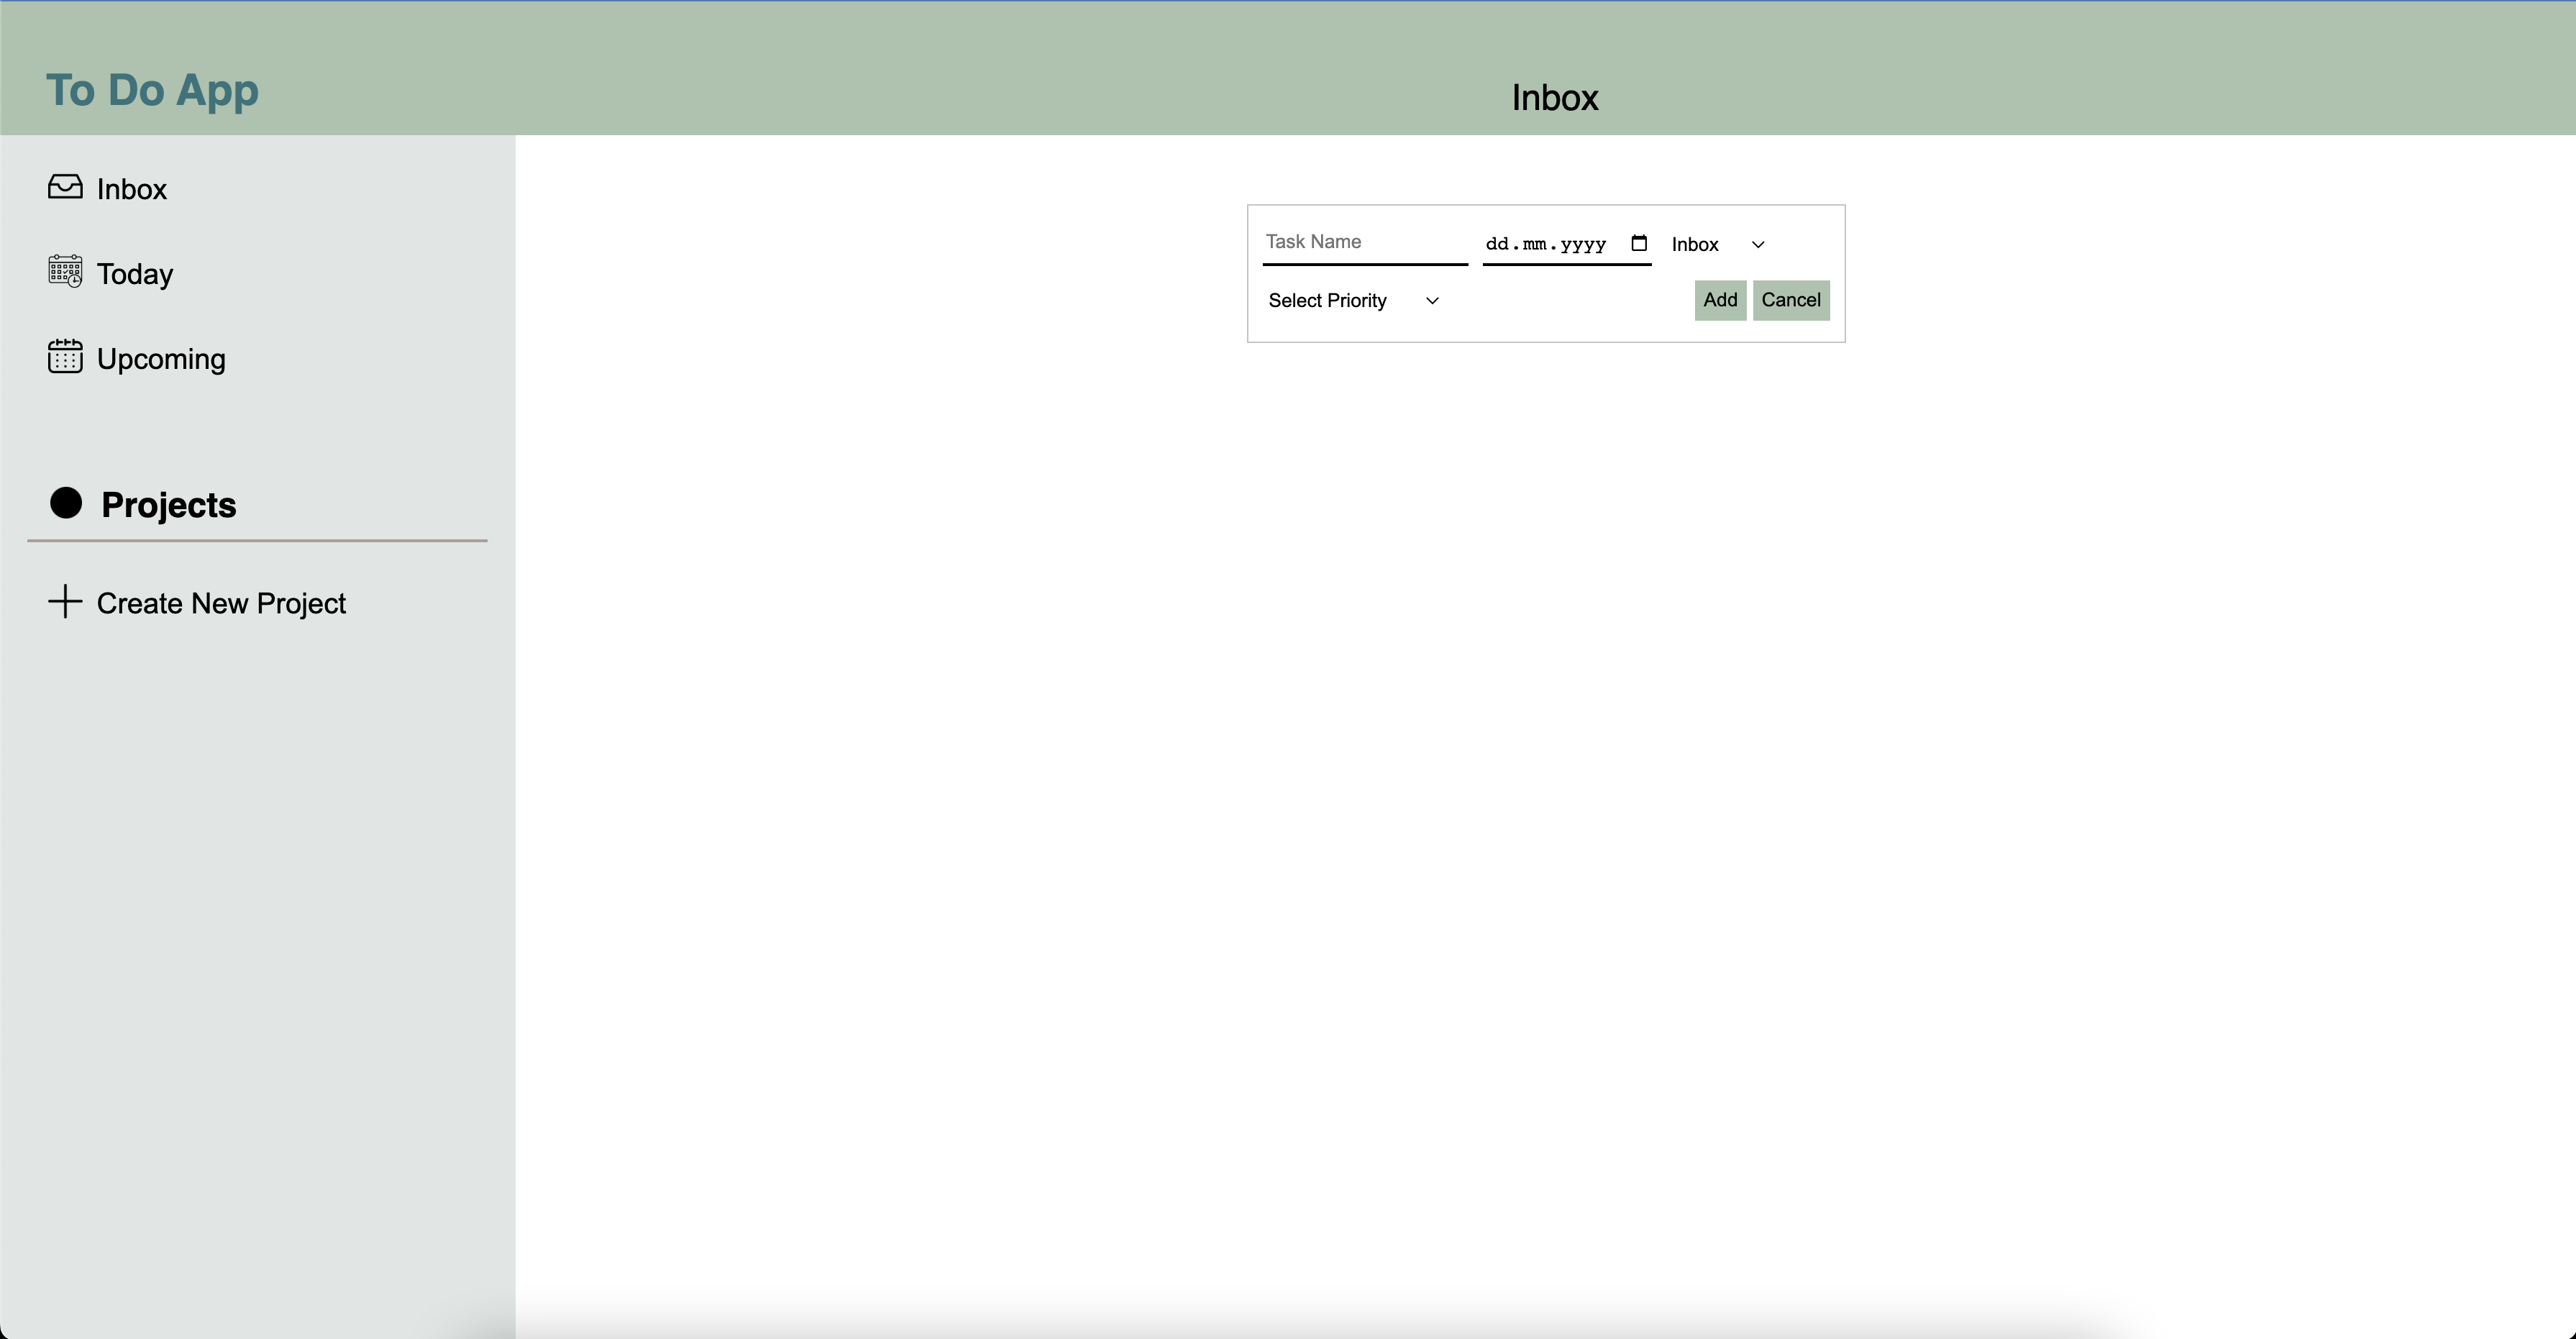 To Do App
Inbox
Inbox
Today
Upcoming
Projects
Create New Project
Task Name
dd.mm.yyyy
Inbox
Select Priority
Add
Cancel